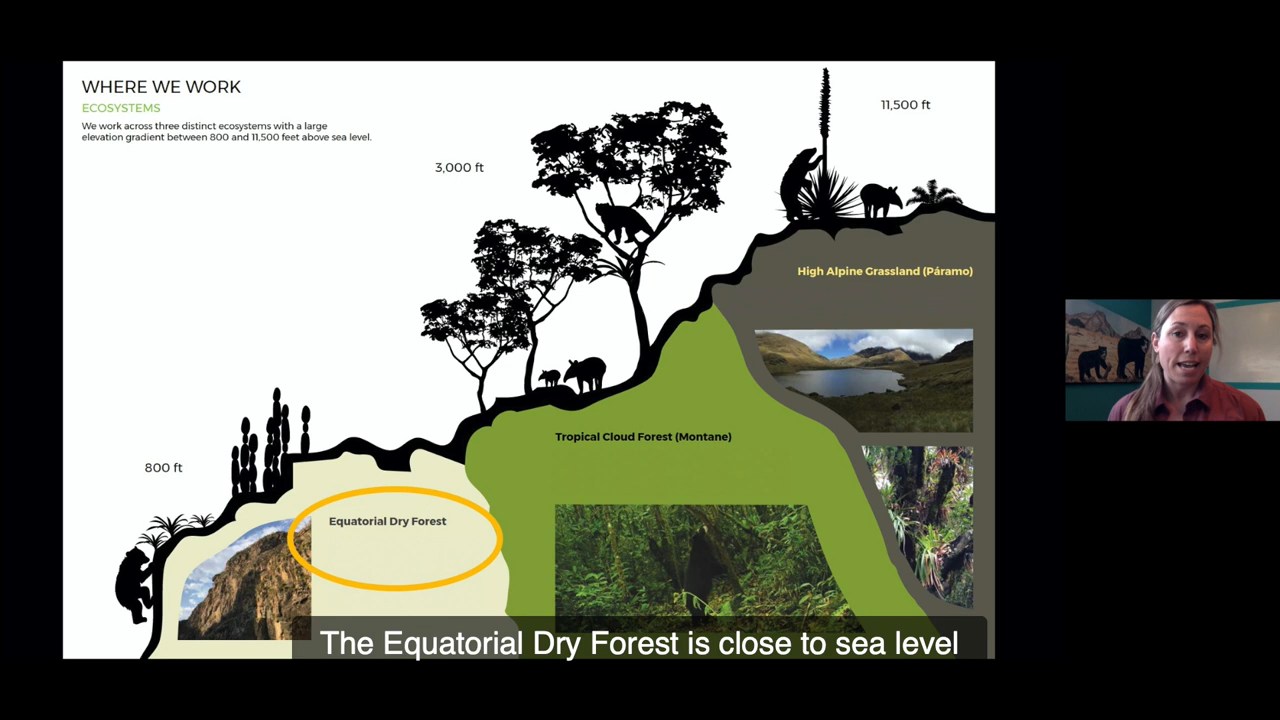 WHERE WE WORK
ECOSYSTEMS
We work across three distinct ecosystems with a large
elevation gradient between 800 and 11,500 feet above sea level.
11,500 ft
3,000 ft
High Alpine Grassland (Páramo)
Tropical Cloud Forest (Montane)
800 ft
Equatorial Dry Forest
The Equatorial Dry Forest is close to sea level